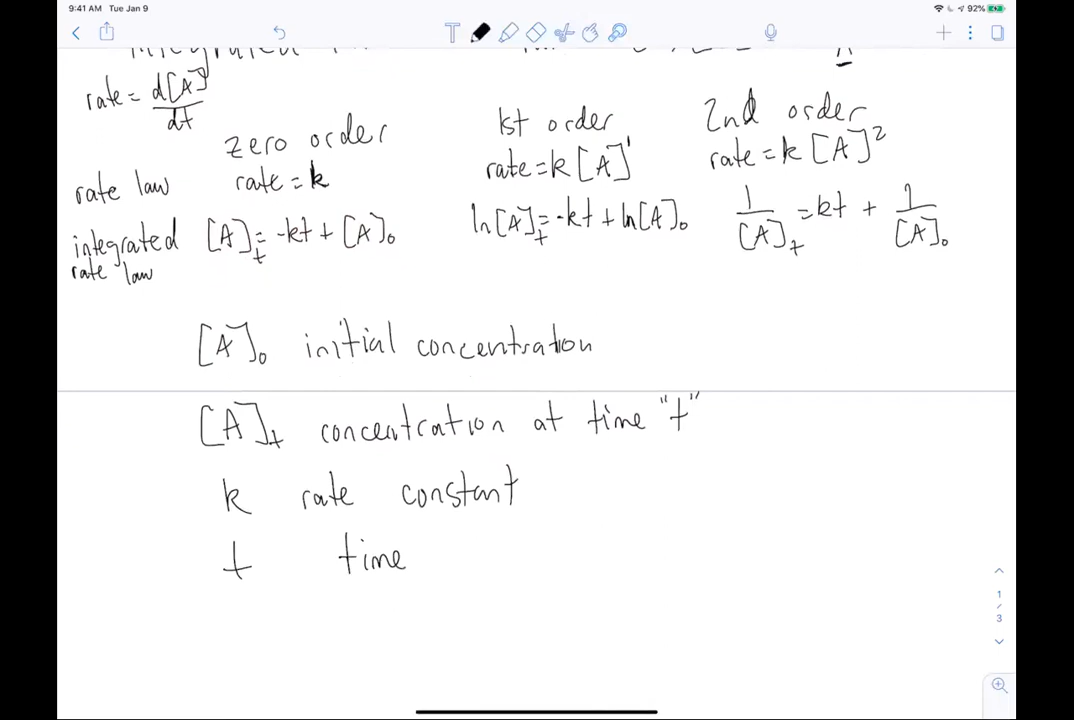 9:41 AM Tue Jan 9
92%
T
Integrated
rate = d[A]/dt
zero order 1st order 2nd order
rate law rate = k rate = k[A]¹ rate = k[A]²
integrated rate law [A]ₜ = -kt + [A]₀ ln[A]ₜ = -kt + ln[A]₀ 1/[A]ₜ = kt + 1/[A]₀
[A]₀ initial concentration
[A]ₜ concentration at time "t"
k rate constant
t time
1
/
3